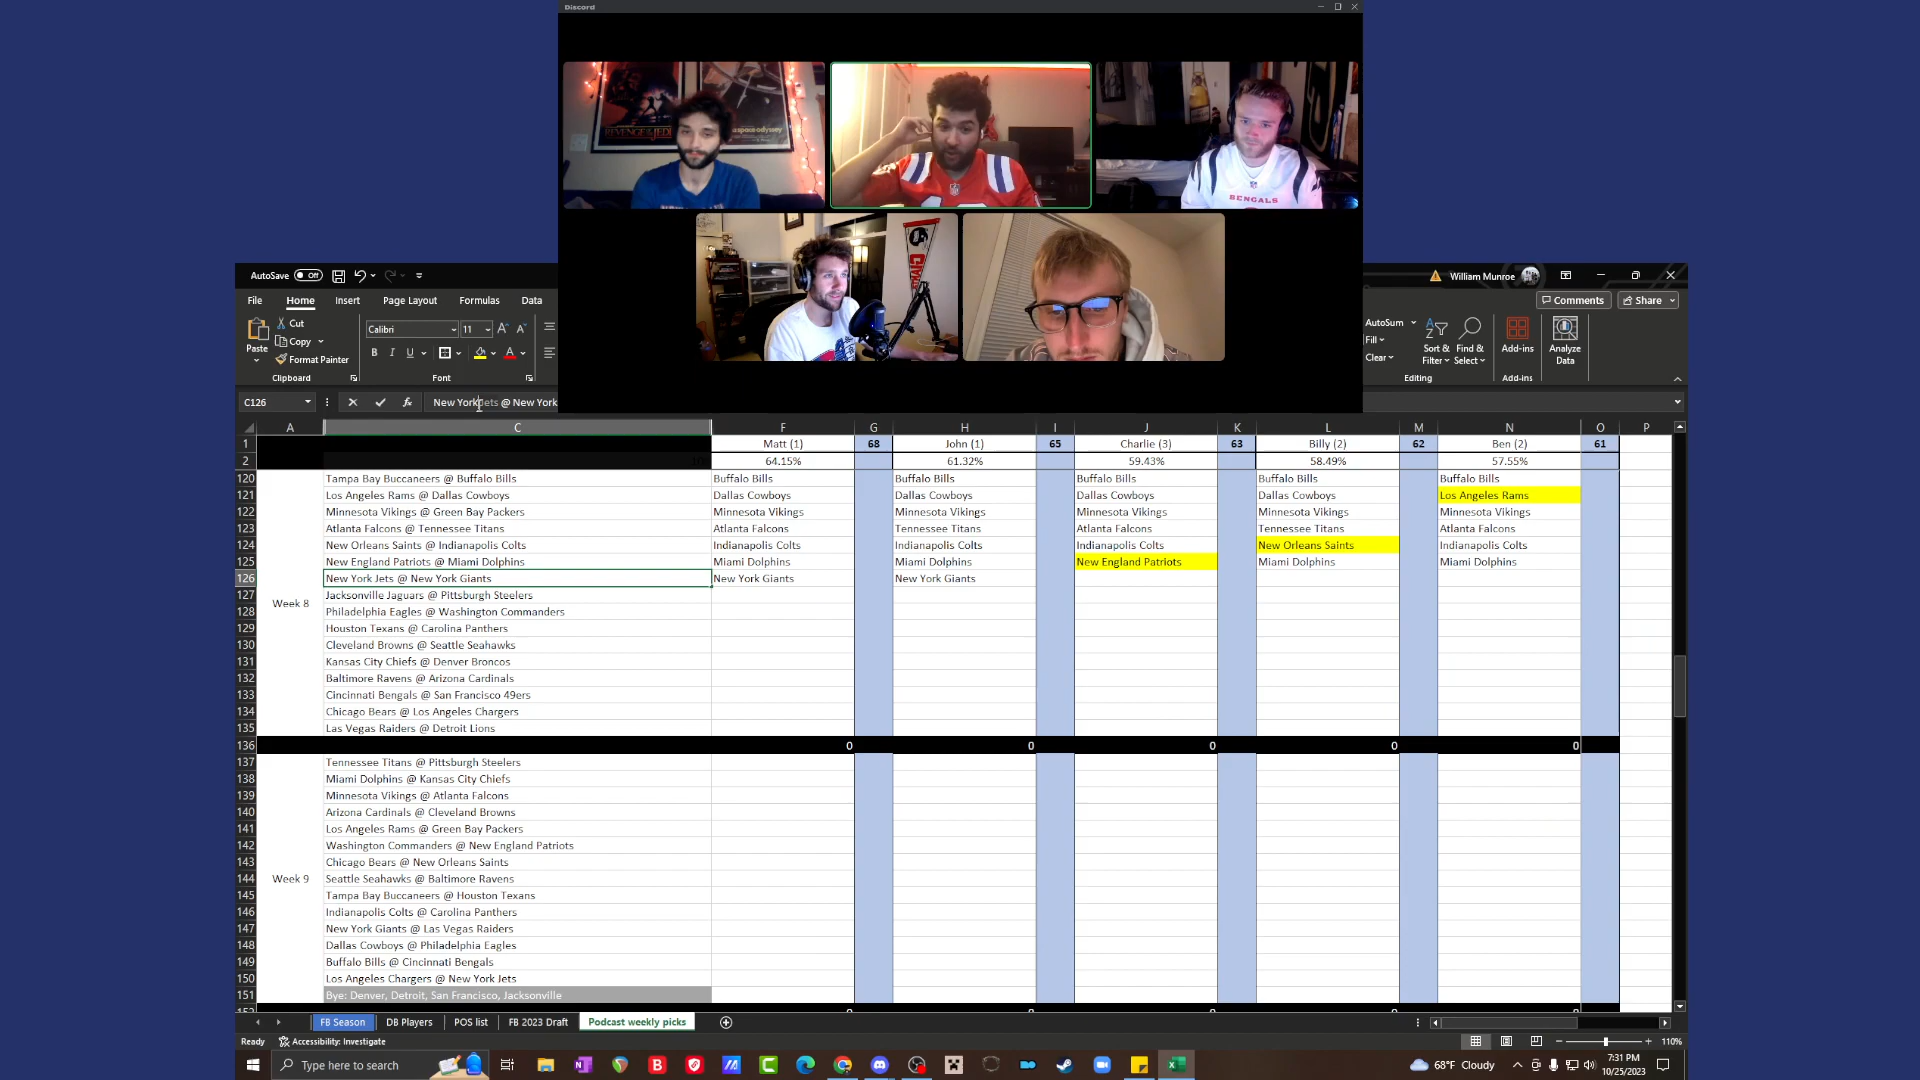 Discord
REVENGE of the JEDI
a space odyssey
BENGALS
AutoSave Off
William Munroe
File Home Insert Page Layout Formulas Data
Comments Share
Cut
Copy
Format Painter
Paste
Calibri 11
B I U
AutoSum
Fill
Clear
Sort & Filter
Find & Select
Add-ins
Analyze Data
Clipboard Font Editing Add-ins
C126 New York Jets @ New York
A C F G H I J K L M N O P
1 Matt (1) 68 John (1) 65 Charlie (3) 63 Billy (2) 62 Ben (2) 61
2 64.15% 61.32% 59.43% 58.49% 57.55%
120 Tampa Bay Buccaneers @ Buffalo Bills Buffalo Bills Buffalo Bills Buffalo Bills Buffalo Bills Buffalo Bills
121 Los Angeles Rams @ Dallas Cowboys Dallas Cowboys Dallas Cowboys Dallas Cowboys Dallas Cowboys Los Angeles Rams
122 Minnesota Vikings @ Green Bay Packers Minnesota Vikings Minnesota Vikings Minnesota Vikings Minnesota Vikings Minnesota Vikings
123 Atlanta Falcons @ Tennessee Titans Atlanta Falcons Tennessee Titans Atlanta Falcons Tennessee Titans Atlanta Falcons
124 New Orleans Saints @ Indianapolis Colts Indianapolis Colts Indianapolis Colts Indianapolis Colts New Orleans Saints Indianapolis Colts
125 New England Patriots @ Miami Dolphins Miami Dolphins Miami Dolphins New England Patriots Miami Dolphins Miami Dolphins
126 New York Jets @ New York Giants New York Giants New York Giants
127 Jacksonville Jaguars @ Pittsburgh Steelers
Week 8
128 Philadelphia Eagles @ Washington Commanders
129 Houston Texans @ Carolina Panthers
130 Cleveland Browns @ Seattle Seahawks
131 Kansas City Chiefs @ Denver Broncos
132 Baltimore Ravens @ Arizona Cardinals
133 Cincinnati Bengals @ San Francisco 49ers
134 Chicago Bears @ Los Angeles Chargers
135 Las Vegas Raiders @ Detroit Lions
136 0 0 0 0 0
137 Tennessee Titans @ Pittsburgh Steelers
138 Miami Dolphins @ Kansas City Chiefs
139 Minnesota Vikings @ Atlanta Falcons
140 Arizona Cardinals @ Cleveland Browns
141 Los Angeles Rams @ Green Bay Packers
142 Washington Commanders @ New England Patriots
143 Chicago Bears @ New Orleans Saints
144 Week 9 Seattle Seahawks @ Baltimore Ravens
145 Tampa Bay Buccaneers @ Houston Texans
146 Indianapolis Colts @ Carolina Panthers
147 New York Giants @ Las Vegas Raiders
148 Dallas Cowboys @ Philadelphia Eagles
149 Buffalo Bills @ Cincinnati Bengals
150 Los Angeles Chargers @ New York Jets
151 Bye: Denver, Detroit, San Francisco, Jacksonville
FB Season DB Players POS list FB 2023 Draft Podcast weekly picks
Ready Accessibility: Investigate 110%
Type here to search
68°F Cloudy
7:31 PM
10/25/2023